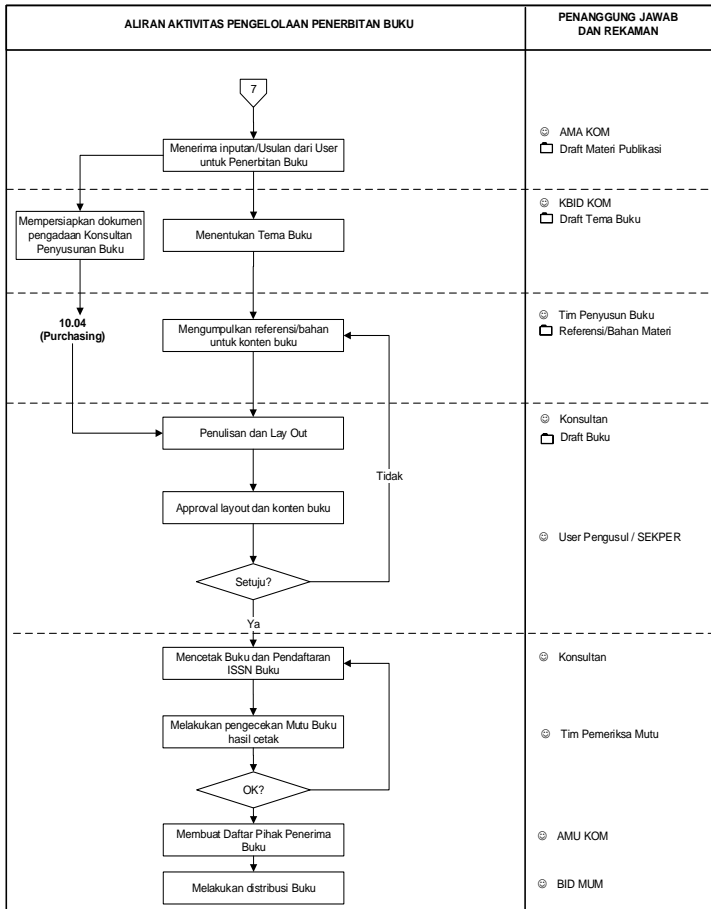 ALIRAN AKTIVITAS PENGELOLAAN PENERBITAN BUKU
PENANGGUNG JAWAB
DAN REKAMAN
7
Menerima inputan/Usulan dari User
untuk Penerbitan Buku
AMA KOM
Draft Materi Publikasi
Mempersiapkan dokumen
pengadaan Konsultan
Penyusunan Buku
Menentukan Tema Buku
KBID KOM
Draft Tema Buku
10.04
(Purchasing)
Mengumpulkan referensi/bahan
untuk konten buku
Tim Penyusun Buku
Referensi/Bahan Materi
Penulisan dan Lay Out
Konsultan
Draft Buku
Tidak
Approval layout dan konten buku
User Pengusul / SEKPER
Setuju?
Ya
Mencetak Buku dan Pendaftaran
ISSN Buku
Konsultan
Melakukan pengecekan Mutu Buku
hasil cetak
Tim Pemeriksa Mutu
OK?
Membuat Daftar Pihak Penerima
Buku
AMU KOM
Melakukan distribusi Buku
BID MUM